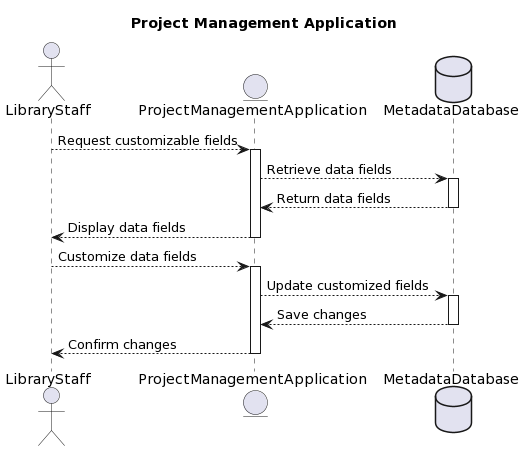 Project Management Application
LibraryStaff
ProjectManagementApplication
MetadataDatabase
Request customizable fields
Retrieve data fields
Return data fields
Display data fields
Customize data fields
Update customized fields
Save changes
Confirm changes
LibraryStaff
ProjectManagementApplication
MetadataDatabase